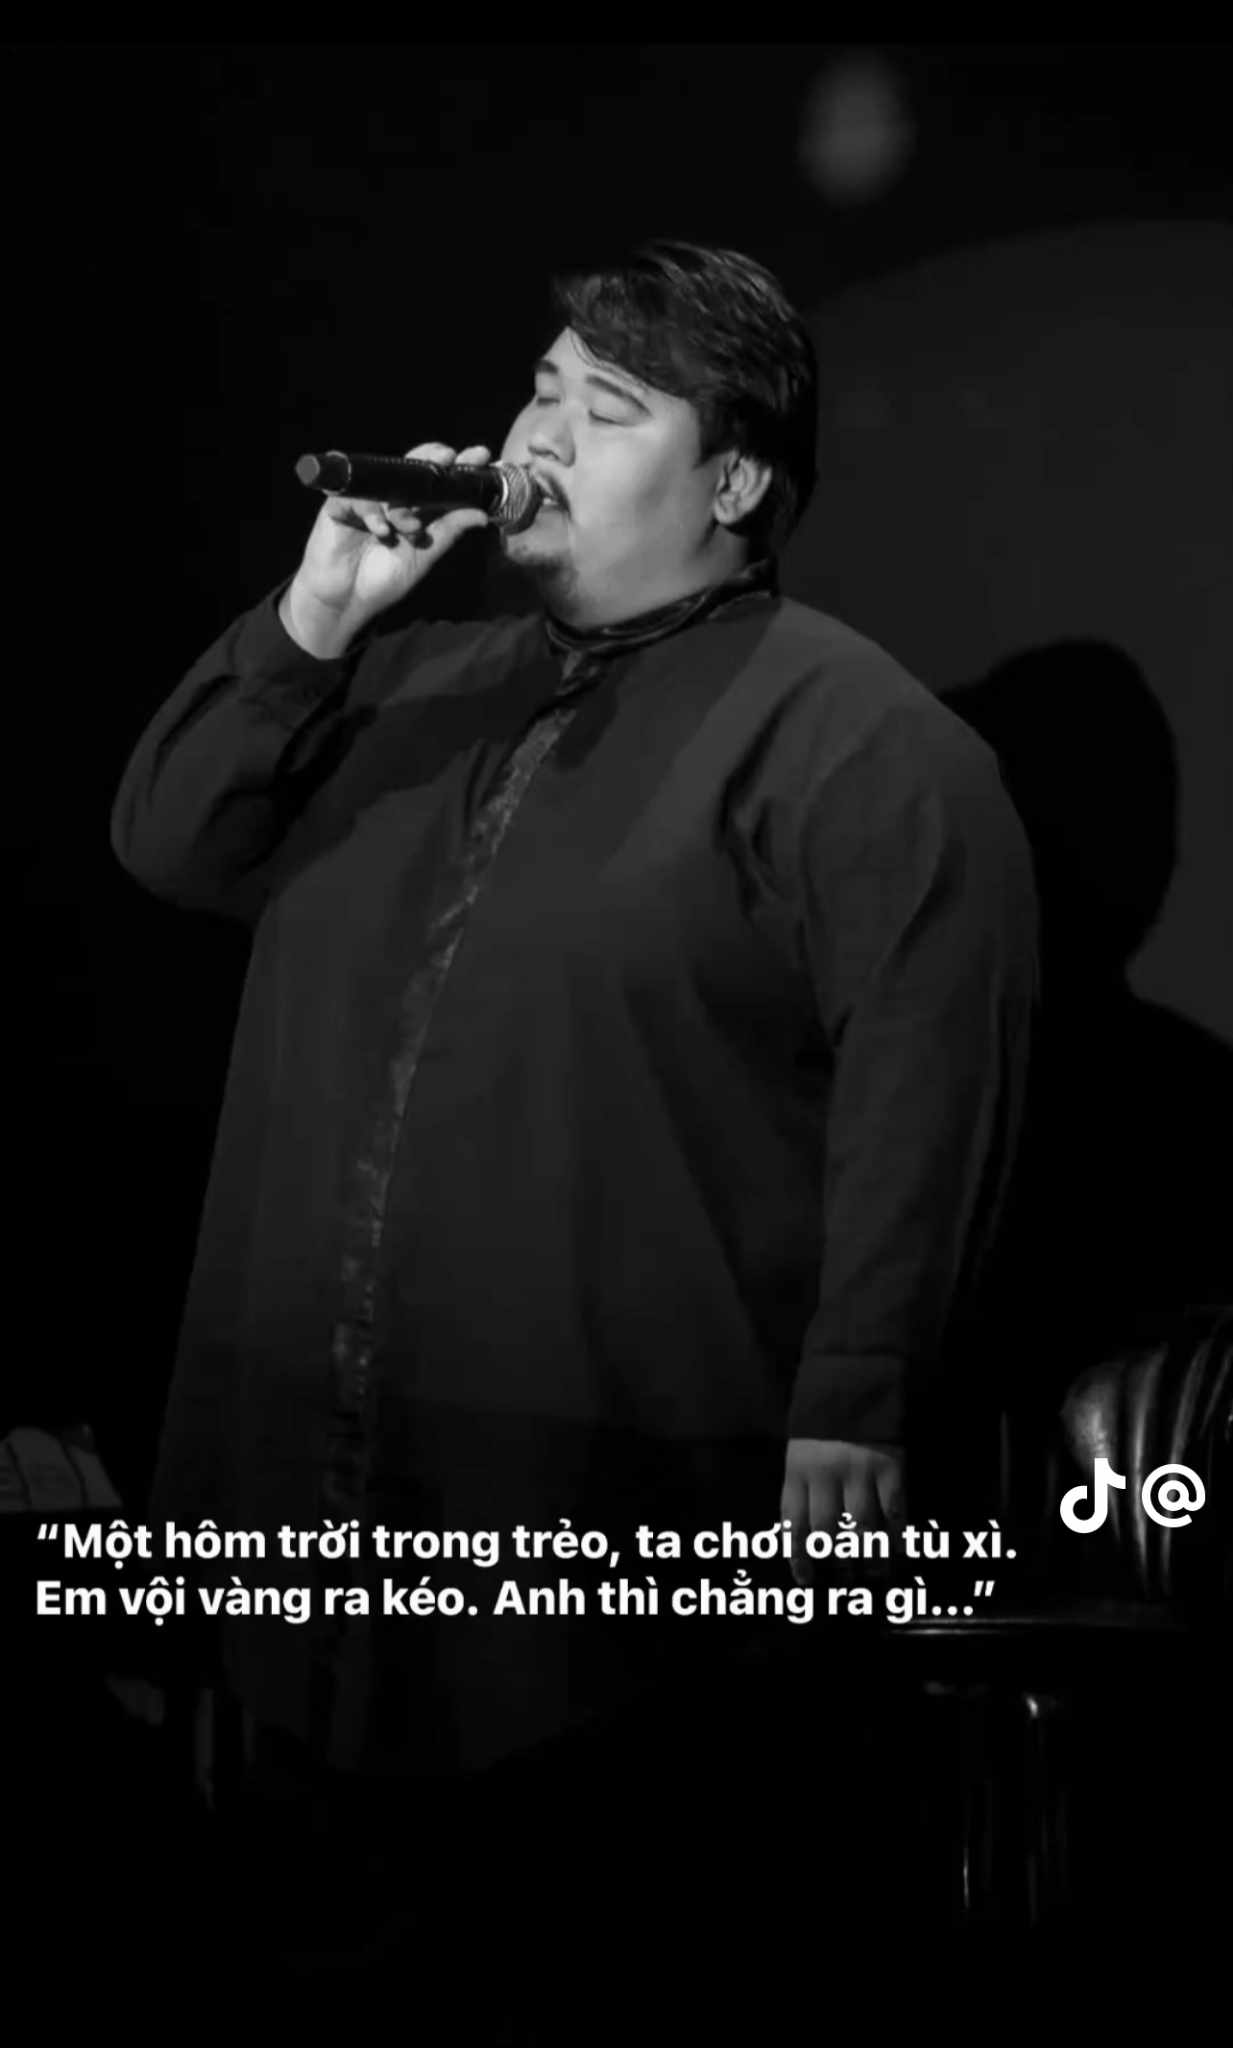 “Một hôm trời trong trẻo, ta chơi oẳn tù xì.
Em vội vàng ra kéo. Anh thì chẳng ra gì...”